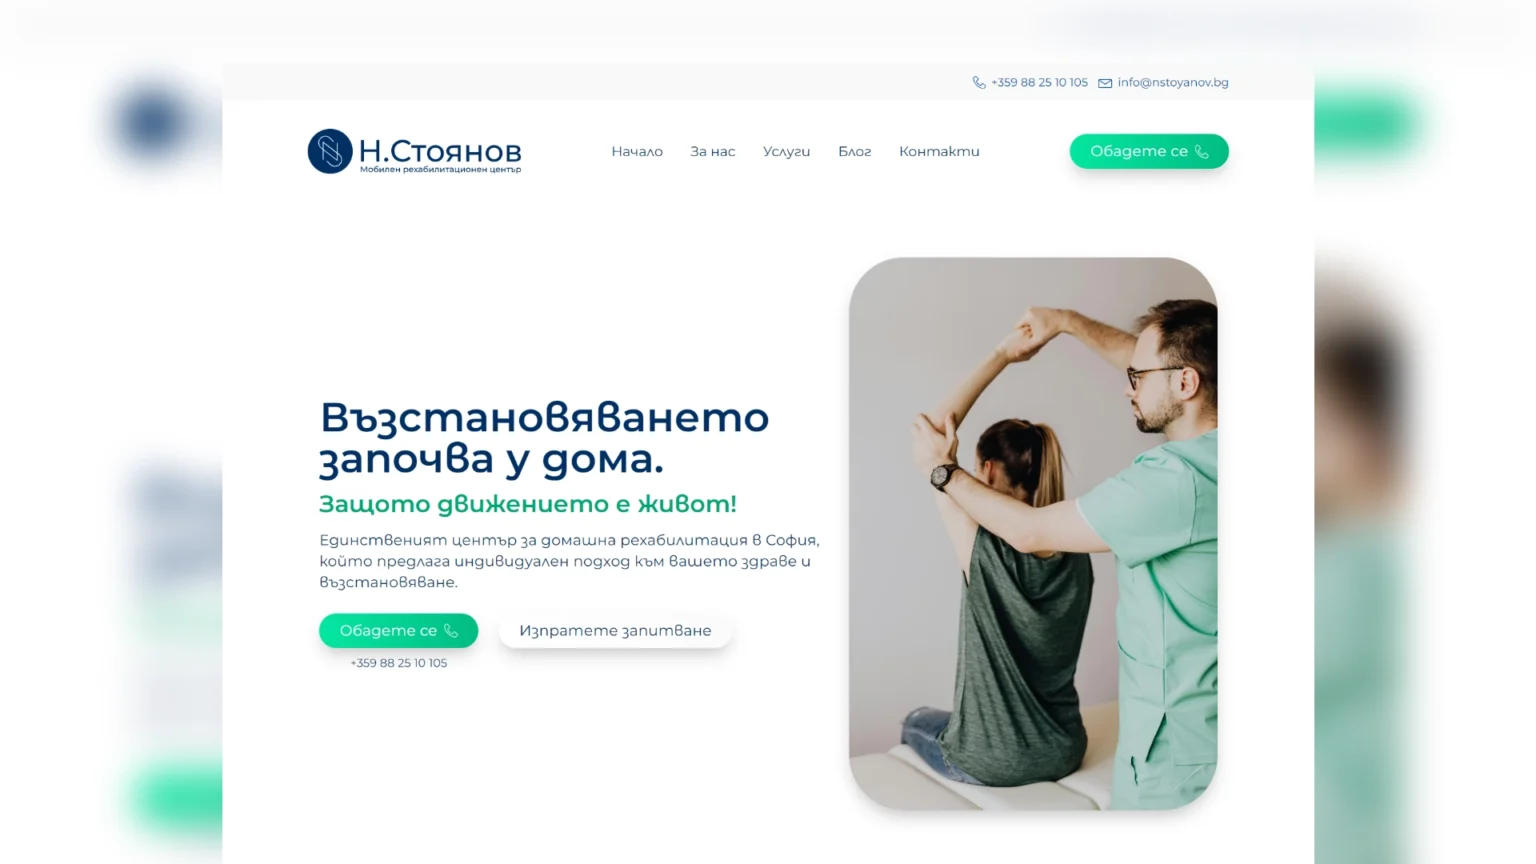 +359 88 25 10 105 info@nstoyanov.bg
Н.Стоянов
Мобилен рехабилитационен център
Начало За нас Услуги Блог Контакти
Обадете се
Възстановяването
започва у дома.
Защото движението е живот!
Единственият център за домашна рехабилитация в София,
който предлага индивидуален подход към вашето здраве и
възстановяване.
Обадете се
Изпратете запитване
+359 88 25 10 105